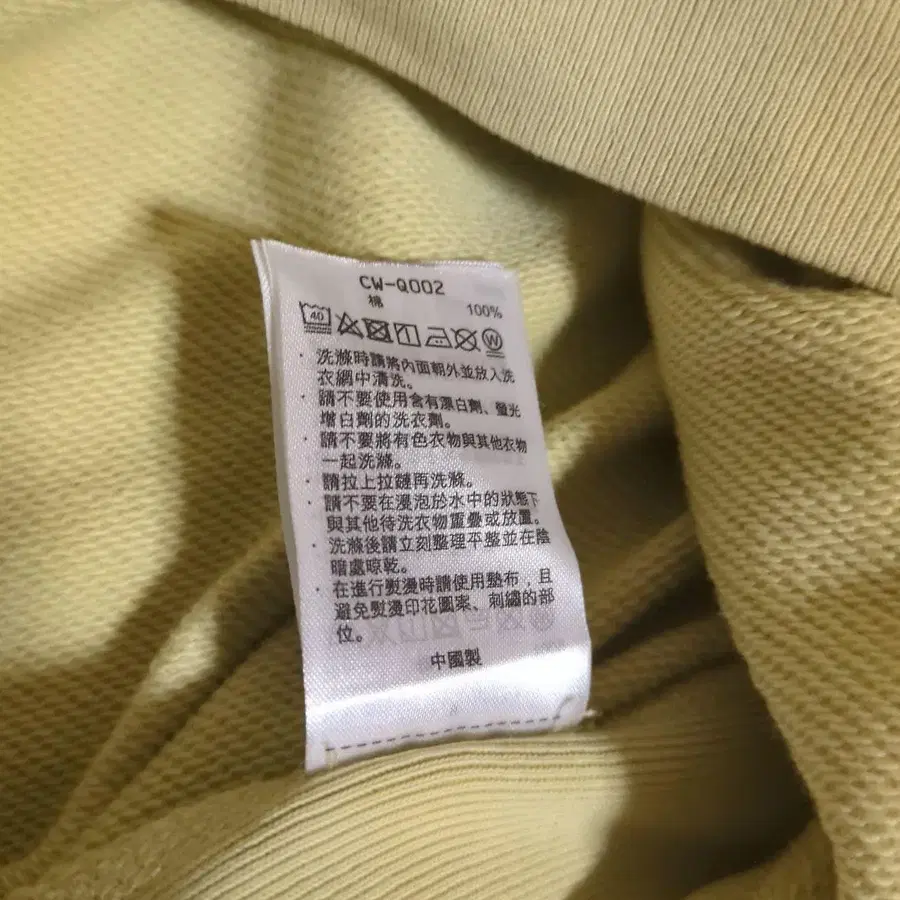 CW-Q002
棉 100%
40 W
· 洗滌時請將內面朝外並放入洗
衣網中清洗。
· 請不要使用含有漂白劑、螢光
增白劑的洗衣劑。
· 請不要將有色衣物與其他衣物
一起洗滌。
· 請拉上拉鏈再洗滌。
· 請不要在浸泡於水中的狀態下
與其他待洗衣物重疊或放置。
· 洗滌後請立刻整理平整並在陰
暗處晾乾。
· 在進行熨燙時請使用墊布，且
避免熨燙印花圖案、刺繡的部
位。
中國製